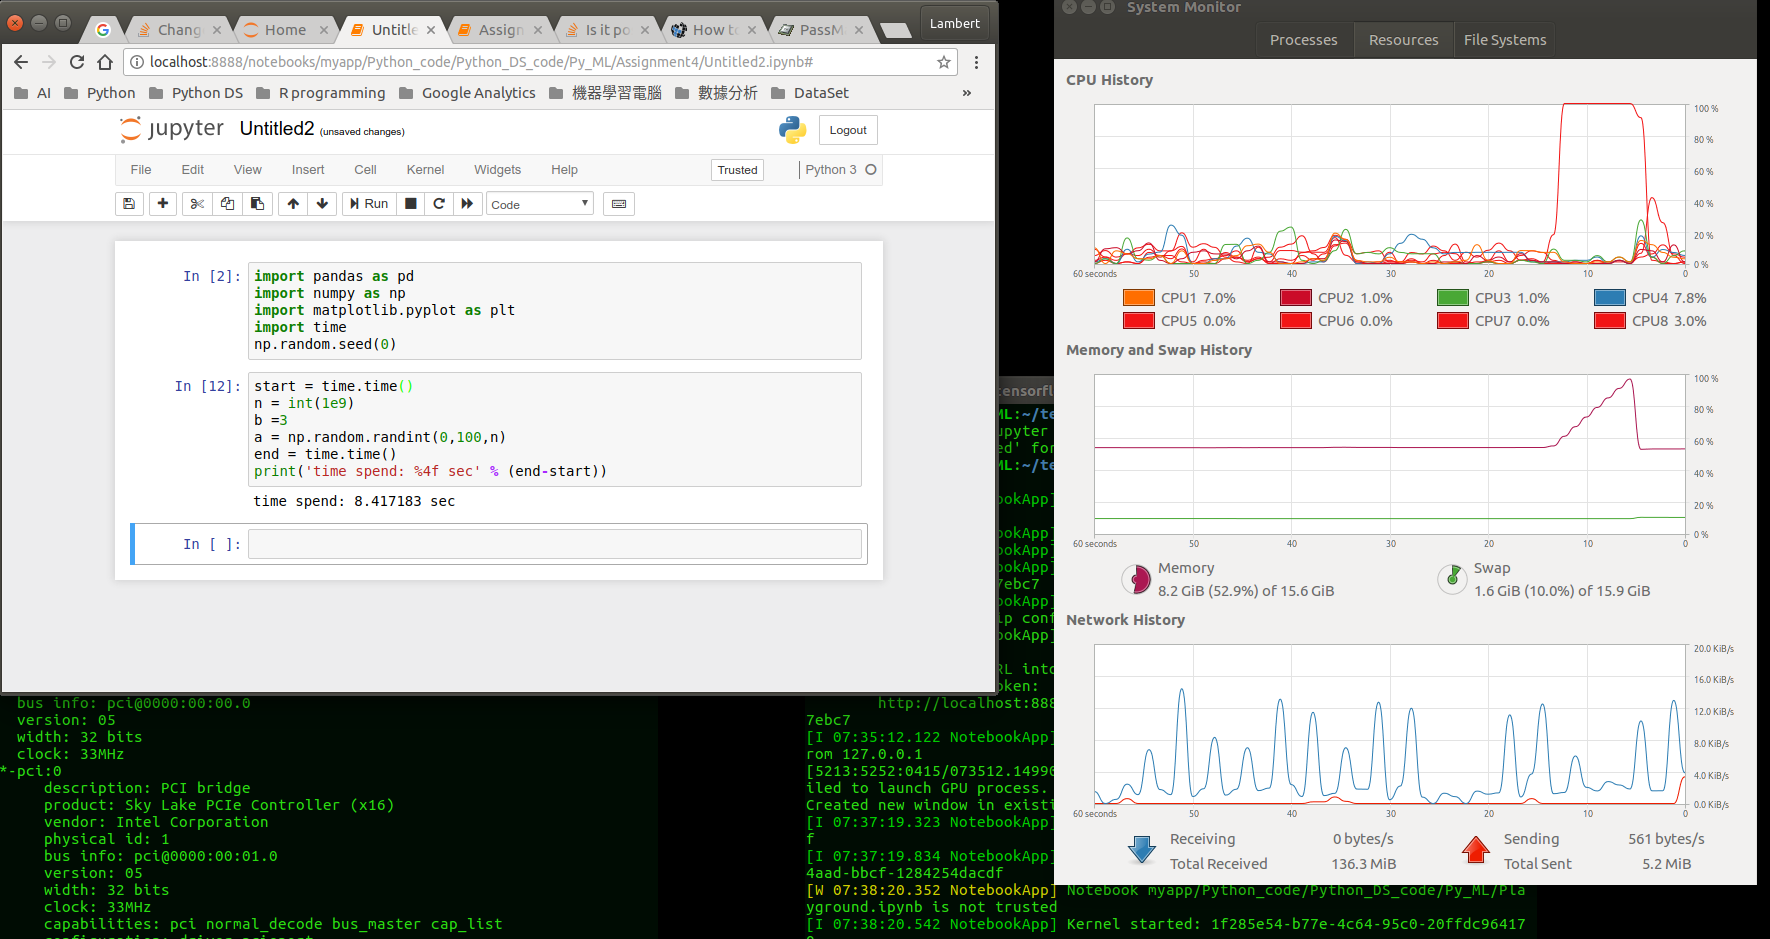 Chang
Home
Untitle
Assign
Is it po
How to
PassM
Lambert
localhost:8888/notebooks/myapp/Python_code/Python_DS_code/Py_ML/Assignment4/Untitled2.ipynb#
AI Python Python DS R programming Google Analytics 機器學習電腦 數據分析 DataSet »
jupyter Untitled2 (unsaved changes)
Logout
File Edit View Insert Cell Kernel Widgets Help
Trusted
Python 3
Run
Code
In [2]:
import pandas as pd
import numpy as np
import matplotlib.pyplot as plt
import time
np.random.seed(0)
In [12]:
start = time.time()
n = int(1e9)
b =3
a = np.random.randint(0,100,n)
end = time.time()
print('time spend: %4f sec' % (end-start))
time spend: 8.417183 sec
In [ ]:
bus info: pci@0000:00:00.0
version: 05
width: 32 bits
clock: 33MHz
*-pci:0
description: PCI bridge
product: Sky Lake PCIe Controller (x16)
vendor: Intel Corporation
physical id: 1
bus info: pci@0000:00:01.0
version: 05
width: 32 bits
clock: 33MHz
capabilities: pci normal_decode bus_master cap_list
tensorfl
ML:~/te
upyter
ed' for
ML:~/te
ookApp]
ookApp]
ookApp]
ookApp]
7ebc7
ookApp]
lp conf
ookApp]
RL into
oken:
http://localhost:888
7ebc7
[I 07:35:12.122 NotebookApp]
rom 127.0.0.1
[5213:5252:0415/073512.14990
iled to launch GPU process.
Created new window in existi
[I 07:37:19.323 NotebookApp]
f
[I 07:37:19.834 NotebookApp]
4aad-bbcf-1284254dacdf
[W 07:38:20.352 NotebookApp] Notebook myapp/Python_code/Python_DS_code/Py_ML/Pla
yground.ipynb is not trusted
[I 07:38:20.542 NotebookApp] Kernel started: 1f285e54-b77e-4c64-95c0-20ffdc96417
System Monitor
Processes Resources File Systems
CPU History
100 %
80 %
60 %
40 %
20 %
0 %
60 seconds 50 40 30 20 10 0
CPU1 7.0% CPU2 1.0% CPU3 1.0% CPU4 7.8%
CPU5 0.0% CPU6 0.0% CPU7 0.0% CPU8 3.0%
Memory and Swap History
100 %
80 %
60 %
40 %
20 %
0 %
60 seconds 50 40 30 20 10 0
Memory
8.2 GiB (52.9%) of 15.6 GiB
Swap
1.6 GiB (10.0%) of 15.9 GiB
Network History
20.0 KiB/s
16.0 KiB/s
12.0 KiB/s
8.0 KiB/s
4.0 KiB/s
0.0 KiB/s
60 seconds 50 40 30 20 10 0
Receiving 0 bytes/s
Total Received 136.3 MiB
Sending 561 bytes/s
Total Sent 5.2 MiB